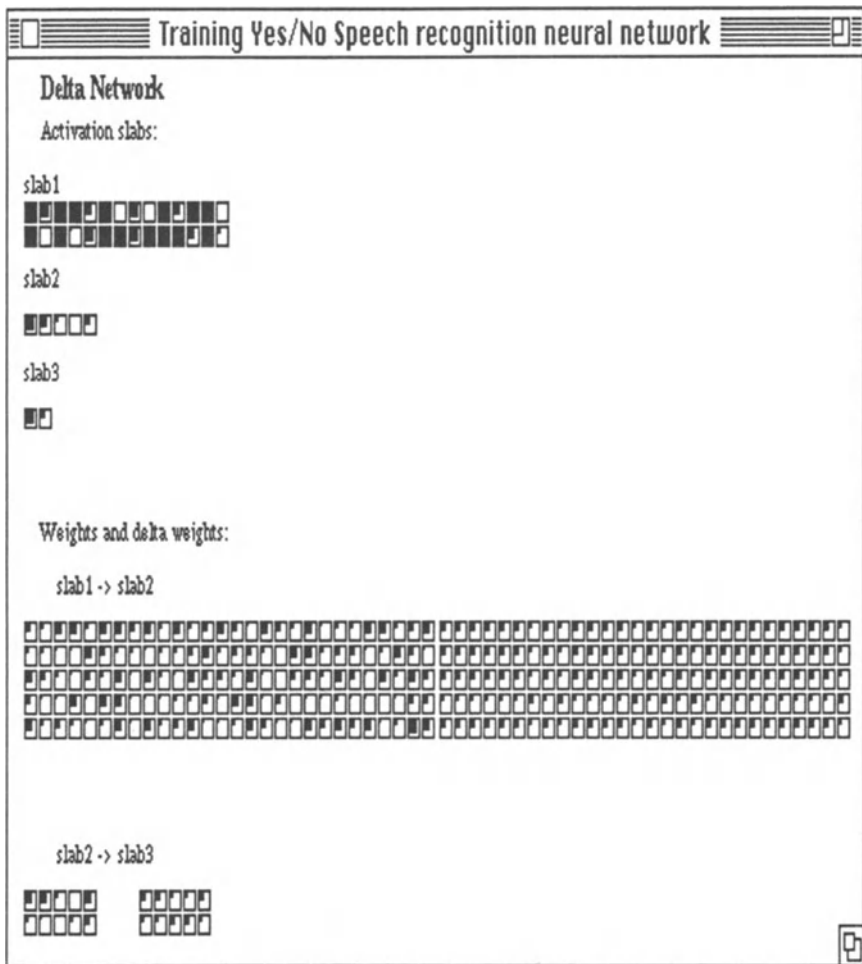 Training Yes/No Speech recognition neural network
Delta Network
Activation slabs:
slab1
slab2
slab3
Weights and delta weights:
slab1 -> slab2
slab2 -> slab3